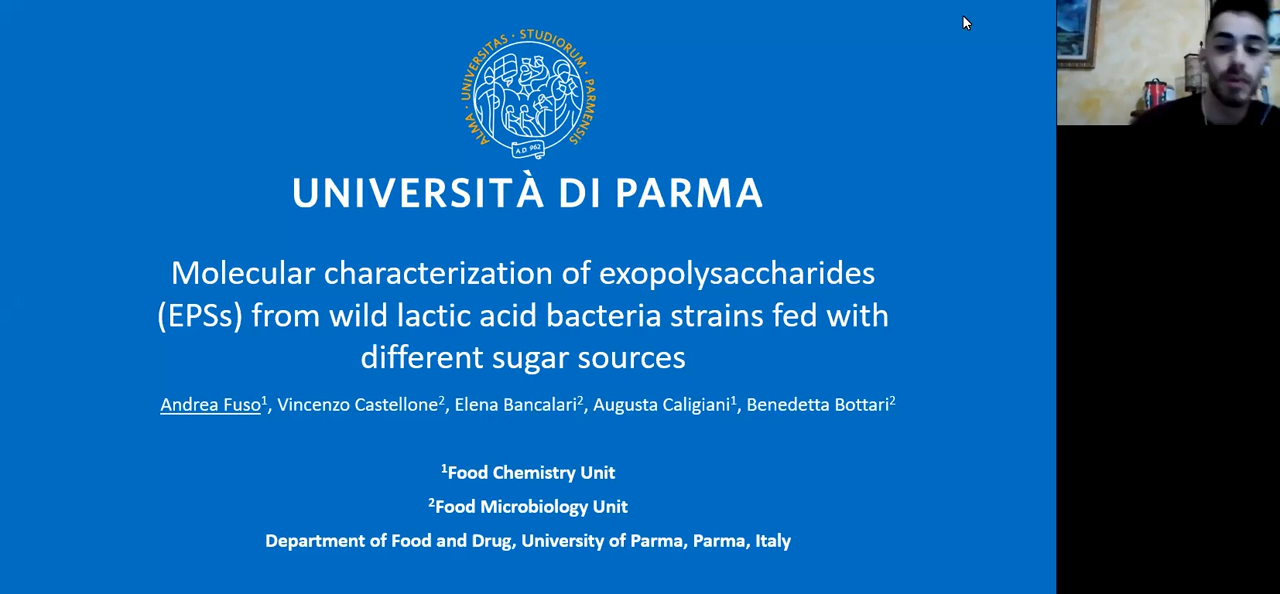 ALMA · UNIVERSITAS · STUDIORUM · PARMENSIS
A.D. 962
UNIVERSITÀ DI PARMA
Molecular characterization of exopolysaccharides
(EPSs) from wild lactic acid bacteria strains fed with
different sugar sources
Andrea Fuso¹, Vincenzo Castellone², Elena Bancalari², Augusta Caligiani¹, Benedetta Bottari²
¹Food Chemistry Unit
²Food Microbiology Unit
Department of Food and Drug, University of Parma, Parma, Italy